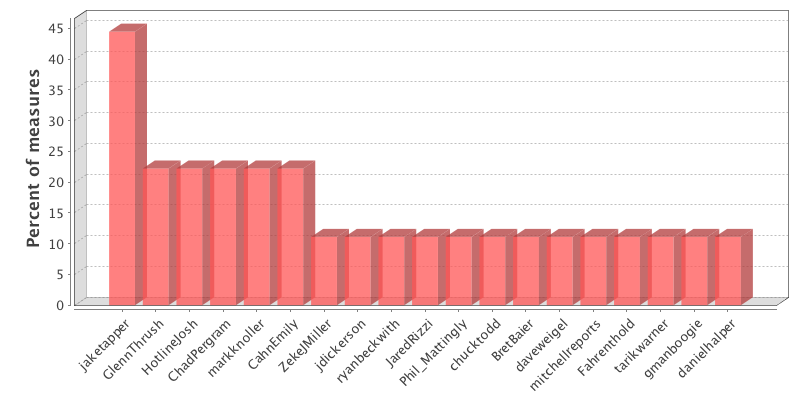 Percent of measures
45
40
35
30
25
20
15
10
5
0
jaketapper
GlennThrush
HotlineJosh
ChadPergram
markknoller
CahnEmily
ZekeJMiller
jdickerson
ryanbeckwith
JaredRizzi
Phil_Mattingly
chucktodd
BretBaier
daveweigel
mitchellreports
Fahrenthold
tarikwarner
gmanboogie
danielhalper